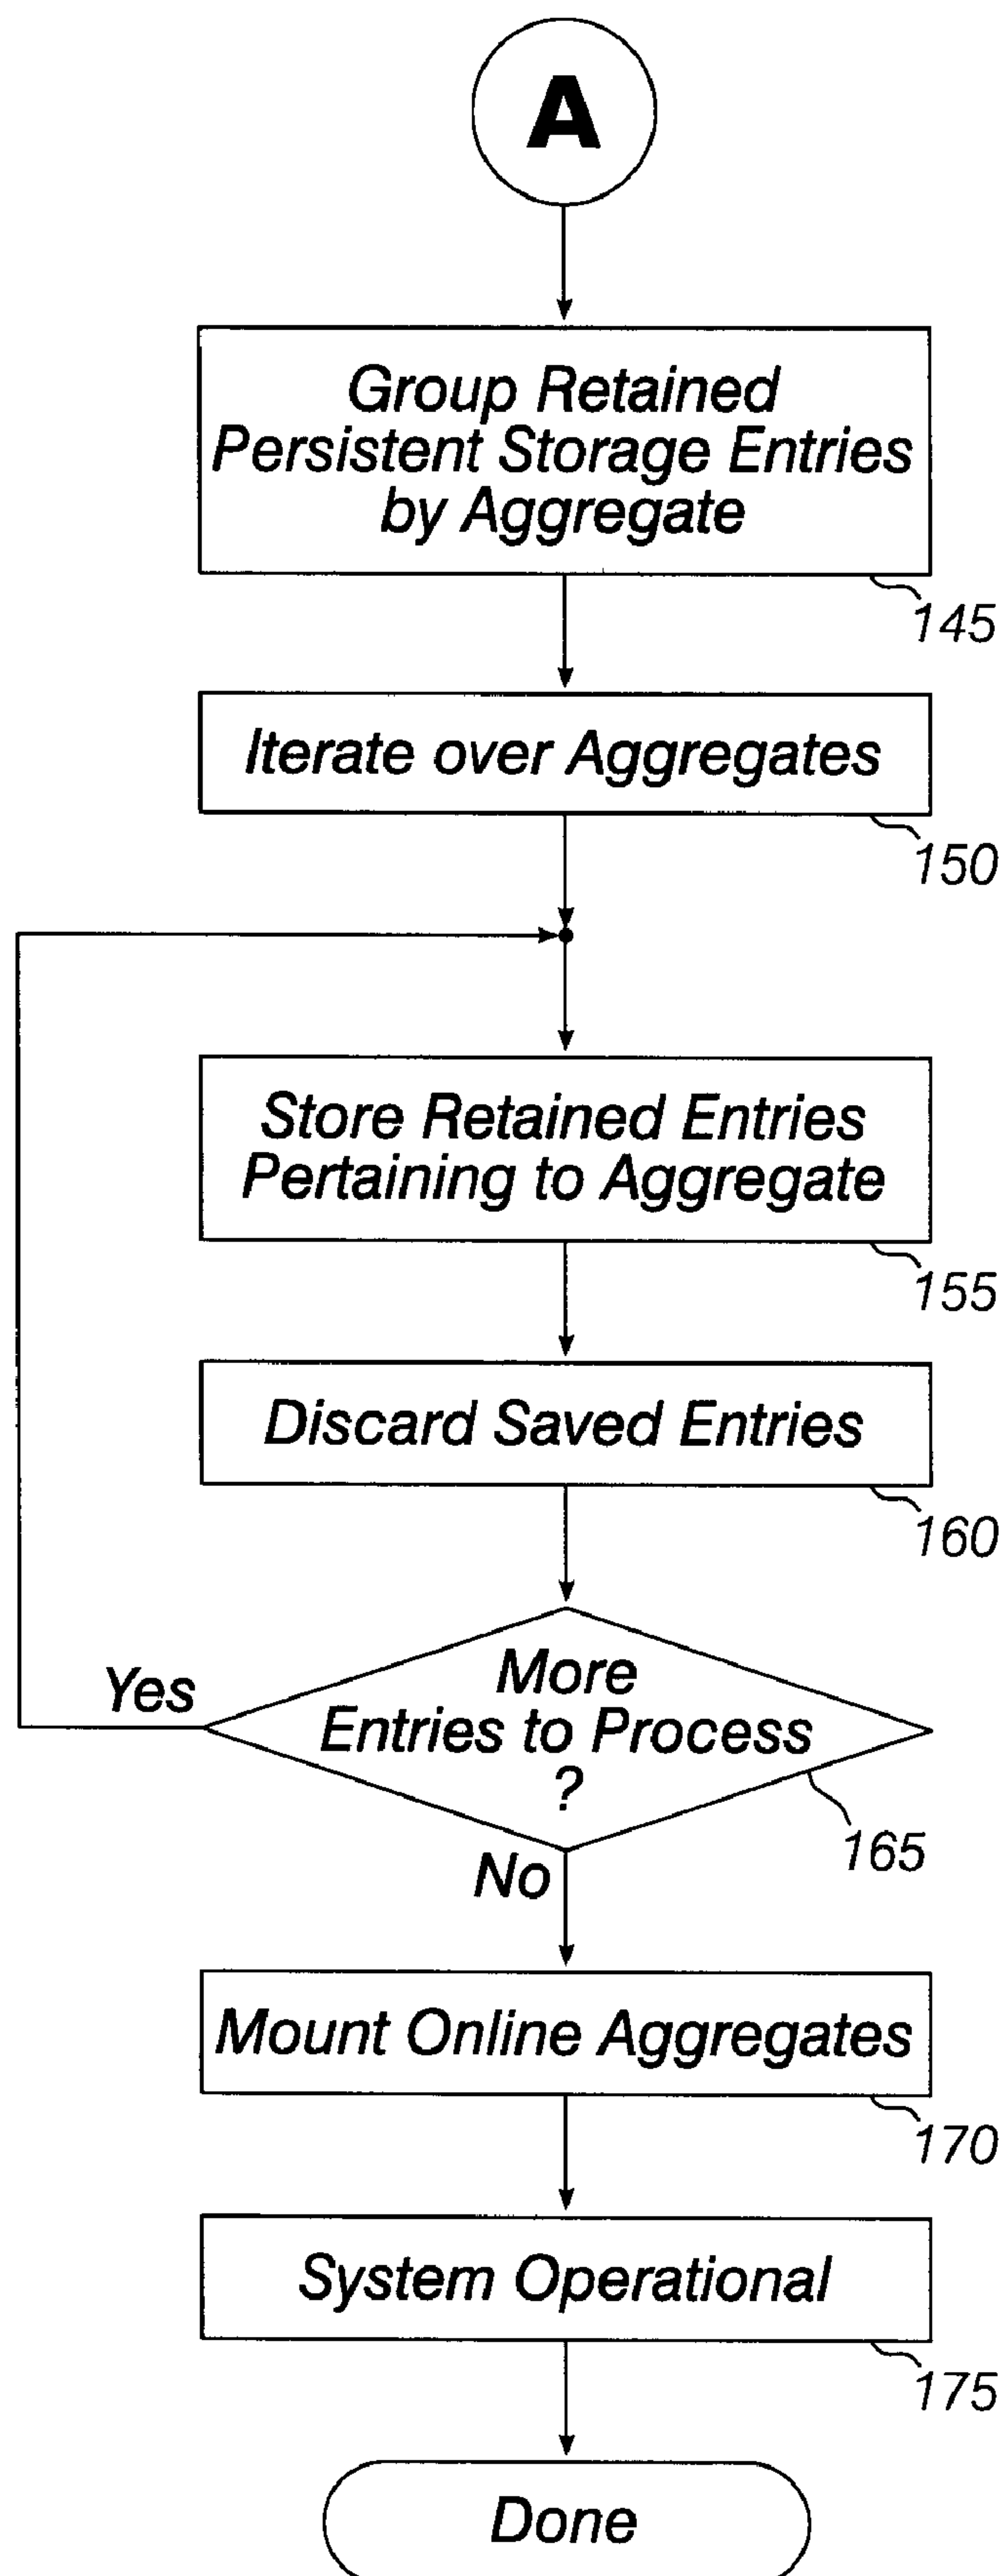 A
Group Retained
Persistent Storage Entries
by Aggregate
145
Iterate over Aggregates
150
Store Retained Entries
Pertaining to Aggregate
155
Discard Saved Entries
160
More
Entries to Process
?
Yes
165
No
Mount Online Aggregates
170
System Operational
175
Done